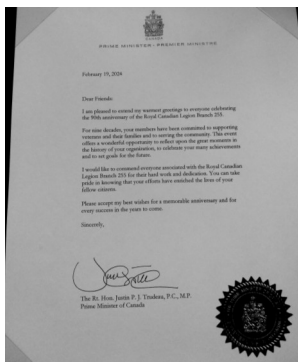 PRIME MINISTER · PREMIER MINISTRE
February 19, 2024
Dear Friends:
I am pleased to extend my warmest greetings to everyone celebrating
the 90th anniversary of the Royal Canadian Legion Branch 255.
For nine decades, your members have been committed to supporting
veterans and their families and to serving the community. This event
offers a wonderful opportunity to reflect upon the great moments in
the history of your organization, to celebrate your many achievements
and to set goals for the future.
I would like to commend everyone associated with the Royal Canadian
Legion Branch 255 for their hard work and dedication. You can take
pride in knowing that your efforts have enriched the lives of your
fellow citizens.
Please accept my best wishes for a memorable anniversary and for
every success in the years to come.
Sincerely,
The Rt. Hon. Justin P. J. Trudeau, P.C., M.P.
Prime Minister of Canada